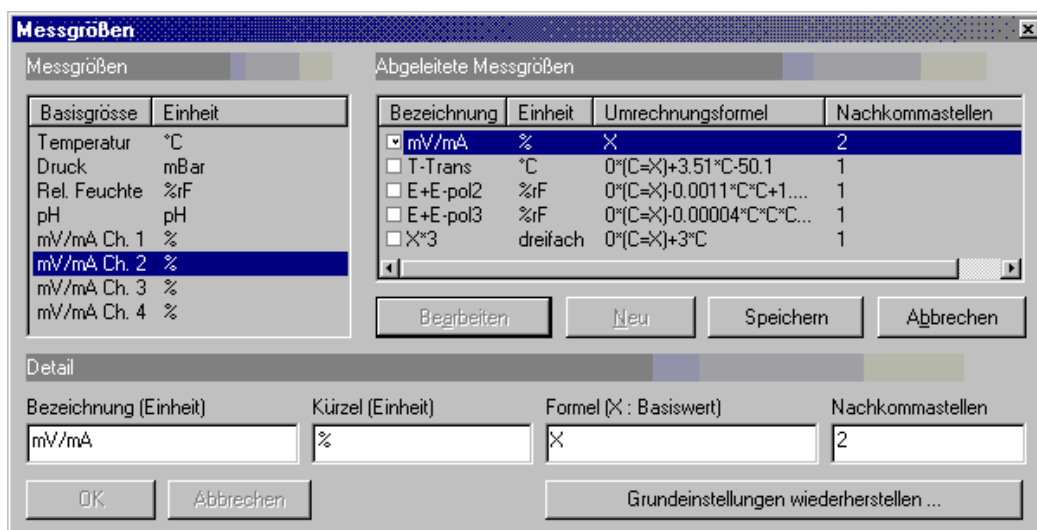 Messgrößen
Messgrößen
Abgeleitete Messgrößen
Basisgrösse Einheit
Temperatur °C
Druck mBar
Rel. Feuchte %rF
pH pH
mV/mA Ch. 1 %
mV/mA Ch. 2 %
mV/mA Ch. 3 %
mV/mA Ch. 4 %
Bezeichnung Einheit Umrechnungsformel Nachkommastellen
mV/mA % X 2
T-Trans °C 0*(C=X)+3.51*C-50.1 1
E+E-pol2 %rF 0*(C=X)-0.0011*C*C+1.... 1
E+E-pol3 %rF 0*(C=X)-0.00004*C*C*C... 1
X*3 dreifach 0*(C=X)+3*C 1
Bearbeiten Neu Speichern Abbrechen
Detail
Bezeichnung (Einheit) Kürzel (Einheit) Formel (X : Basiswert) Nachkommastellen
mV/mA % X 2
OK Abbrechen Grundeinstellungen wiederherstellen ...